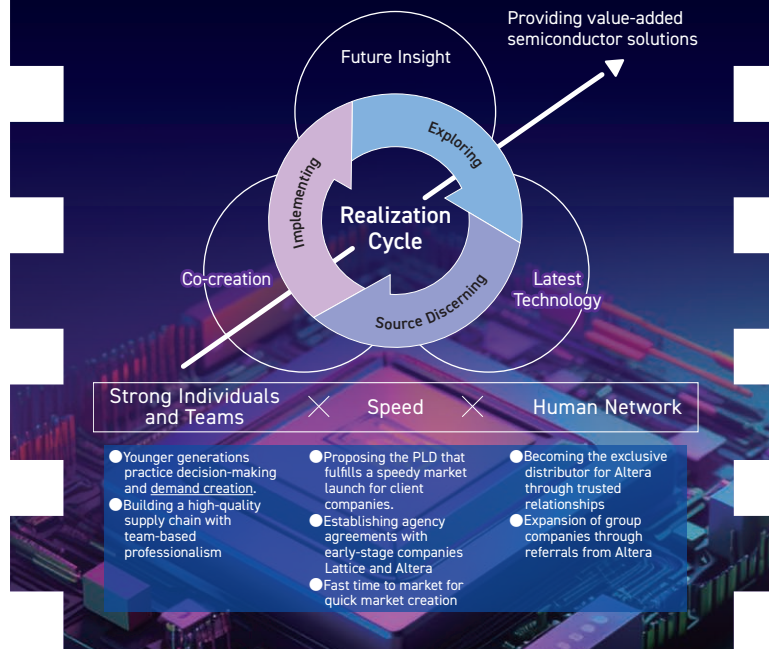 Providing value-added
semiconductor solutions
Future Insight
Exploring
Implementing
Realization
Cycle
Co-creation
Latest
Technology
Source Discerning
Strong Individuals
and Teams
× Speed ×
Human Network
●Younger generations
practice decision-making
and demand creation.
●Building a high-quality
supply chain with
team-based
professionalism
●Proposing the PLD that
fulfills a speedy market
launch for client
companies.
●Establishing agency
agreements with
early-stage companies
Lattice and Altera
●Fast time to market for
quick market creation
●Becoming the exclusive
distributor for Altera
through trusted
relationships
●Expansion of group
companies through
referrals from Altera